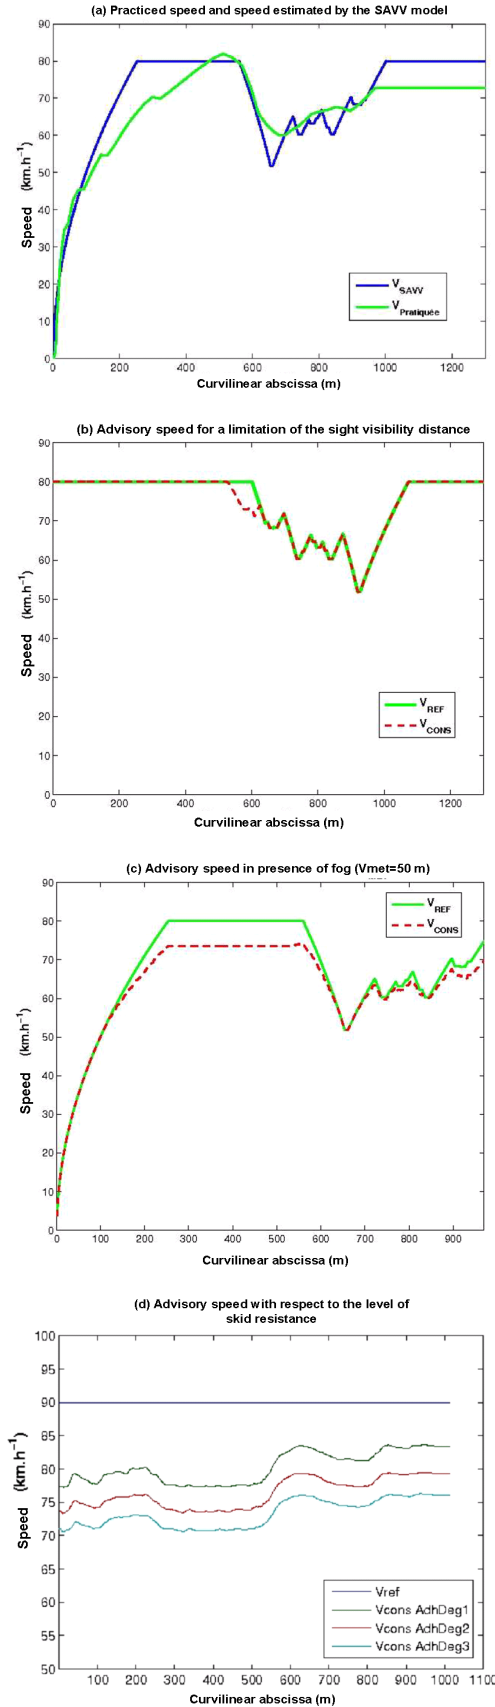 (a) Practiced speed and speed estimated by the SAVV model
90
80
70
60
50
40
30
20
10
0
Speed (km.h⁻¹)
V_SAVV
V_Pratiquée
0 200 400 600 800 1000 1200
Curvilinear abscissa (m)
(b) Advisory speed for a limitation of the sight visibility distance
90
80
70
60
50
40
30
20
10
0
Speed (km.h⁻¹)
V_REF
V_CONS
0 200 400 600 800 1000 1200
Curvilinear abscissa (m)
(c) Advisory speed in presence of fog (Vmet=50 m)
90
80
70
60
50
40
30
20
10
0
Speed (km.h⁻¹)
V_REF
V_CONS
0 100 200 300 400 500 600 700 800 900
Curvilinear abscissa (m)
(d) Advisory speed with respect to the level of
skid resistance
100
95
90
85
80
75
70
65
60
55
50
Speed (km.h⁻¹)
Vref
Vcons AdhDeg1
Vcons AdhDeg2
Vcons AdhDeg3
0 100 200 300 400 500 600 700 800 900 1000 1100
Curvilinear abscissa (m)